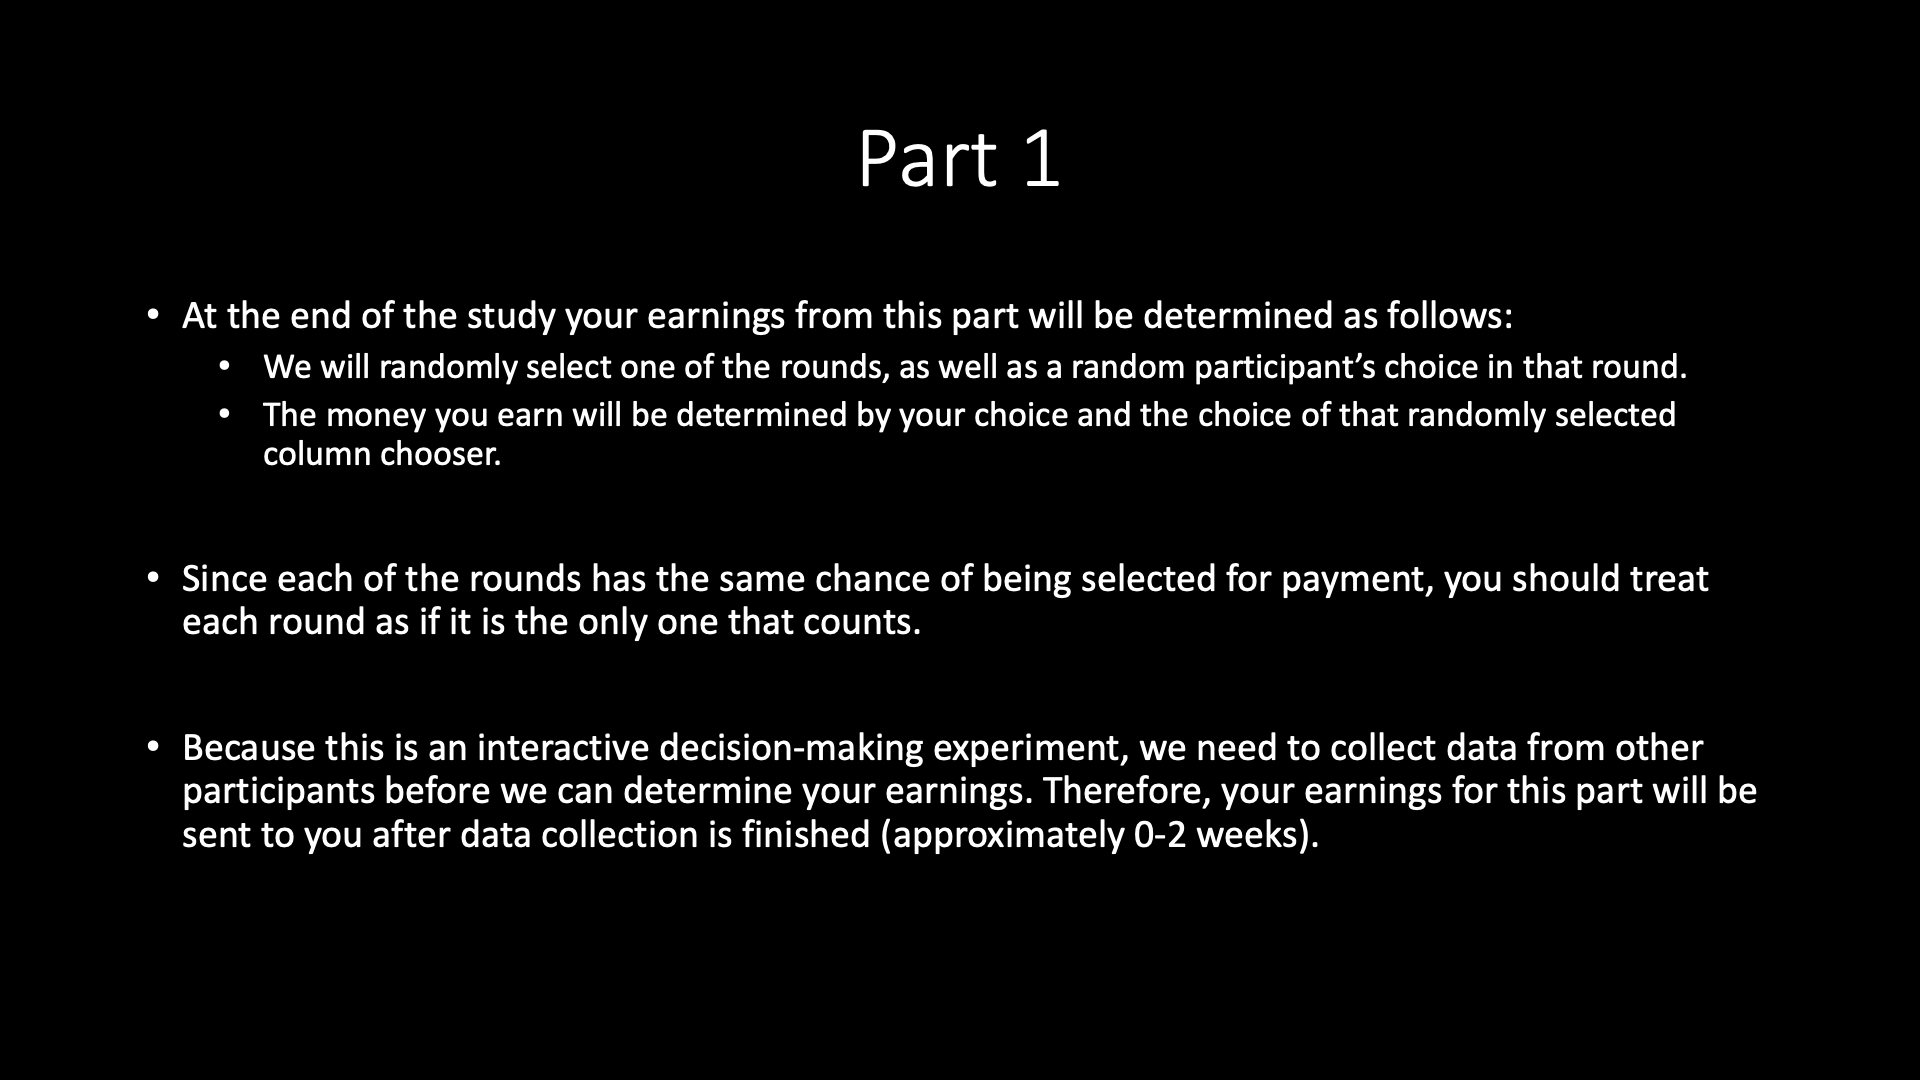 Part 1
• At the end of the study your earnings from this part will be determined as follows:
• We will randomly select one of the rounds, as well as a random participant’s choice in that round.
• The money you earn will be determined by your choice and the choice of that randomly selected
column chooser.
• Since each of the rounds has the same chance of being selected for payment, you should treat
each round as if it is the only one that counts.
• Because this is an interactive decision-making experiment, we need to collect data from other
participants before we can determine your earnings. Therefore, your earnings for this part will be
sent to you after data collection is finished (approximately 0-2 weeks).